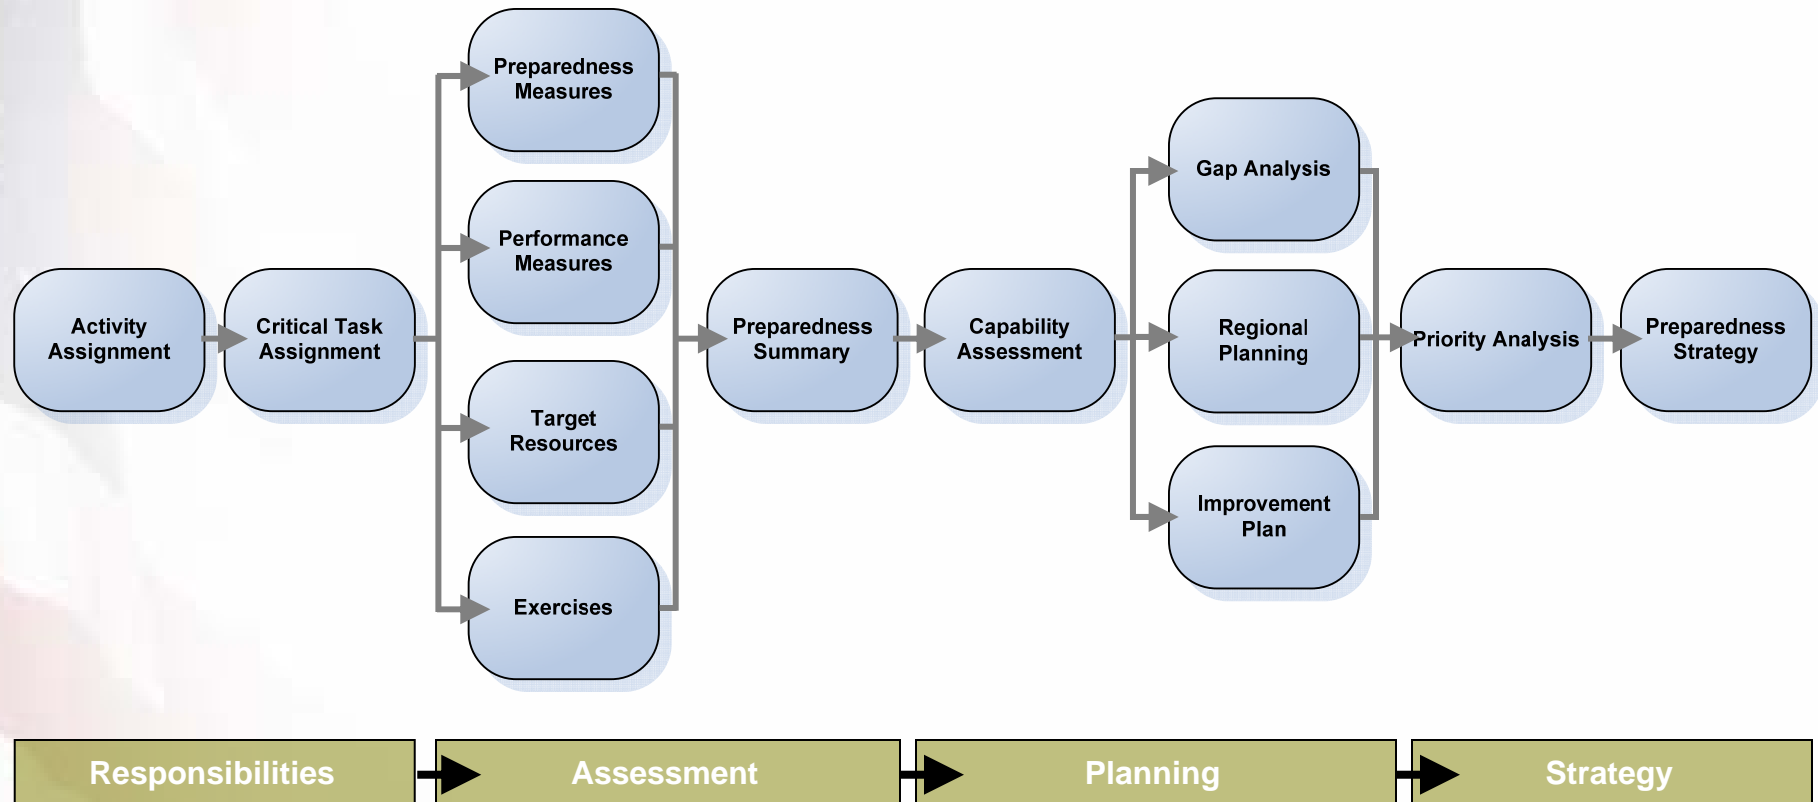 Activity
Assignment
Critical Task
Assignment
Preparedness
Measures
Performance
Measures
Target
Resources
Exercises
Preparedness
Summary
Capability
Assessment
Gap Analysis
Regional
Planning
Improvement
Plan
Priority Analysis
Preparedness
Strategy
Responsibilities
Assessment
Planning
Strategy